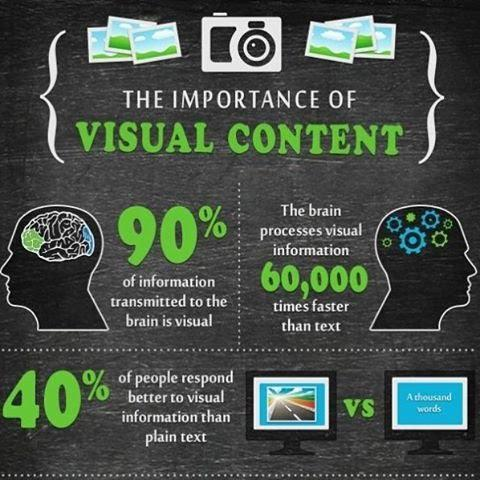 THE IMPORTANCE OF
VISUAL CONTENT
90%
of information
transmitted to the
brain is visual
The brain
processes visual
information
60,000
times faster
than text
40%
of people respond
better to visual
information than
plain text
VS
A thousand
words